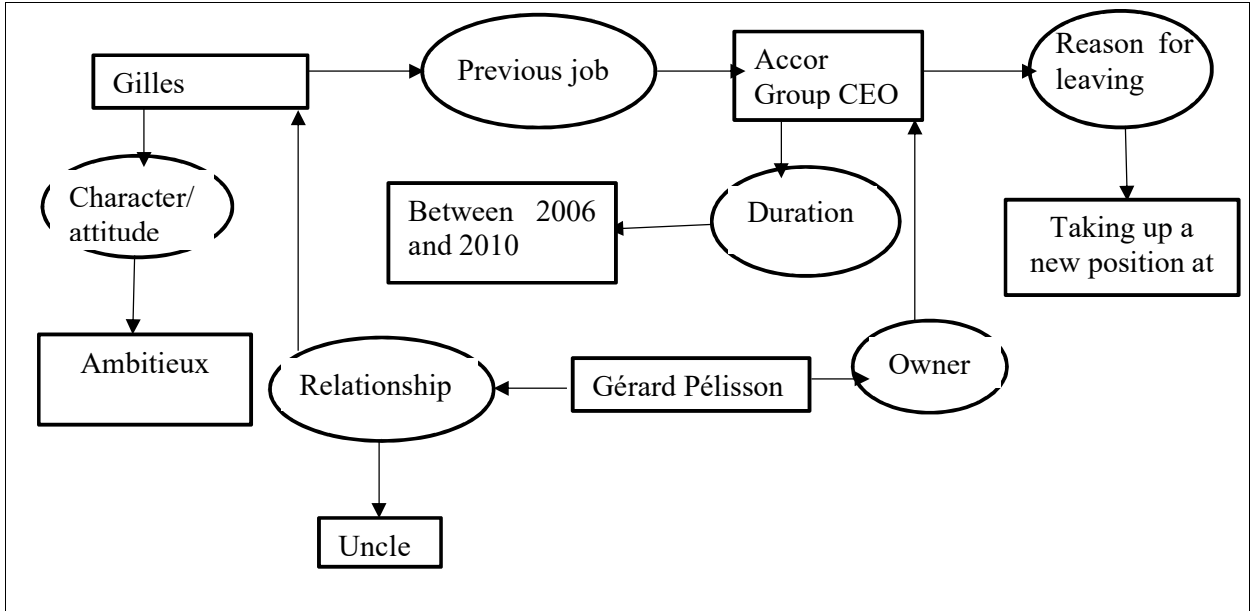 Gilles
Previous job
Accor
Group CEO
Reason for
leaving
Character/
attitude
Between 2006
and 2010
Duration
Taking up a
new position at
Ambitieux
Relationship
Gérard Pélisson
Owner
Uncle